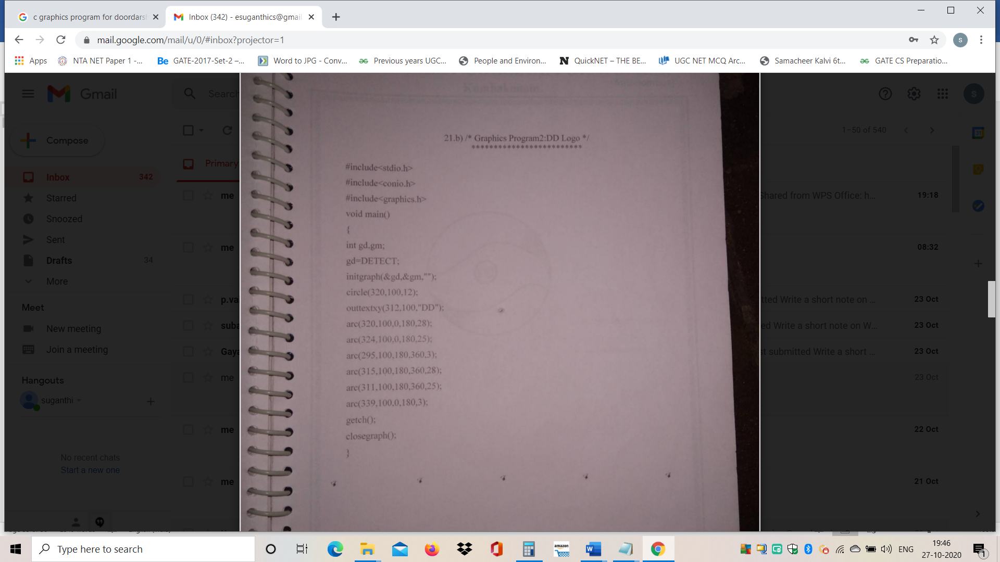 c graphics program for doordars
Inbox (342) - esuganthics@gmai
mail.google.com/mail/u/0/#inbox?projector=1
S
Apps
NTA NET Paper 1 -...
GATE-2017-Set-2 –...
Word to JPG - Conv...
Previous years UGC...
People and Environ...
QuickNET – THE BE...
UGC NET MCQ Arc...
Samacheer Kalvi 6t...
GATE CS Preparatio...
Gmail
Search
S
Compose
1–50 of 540
Primary
Inbox 342
Starred
Snoozed
Sent
Drafts 34
More
Meet
New meeting
Join a meeting
Hangouts
suganthi
No recent chats
Start a new one
me
Shared from WPS Office: h...
19:18
me
08:32
p.va
tted Write a short note on ...
23 Oct
suba
ed Write a short note on W...
23 Oct
Gaya
st submitted Write a short ...
23 Oct
me
23 Oct
me
22 Oct
me
21 Oct
Kumbakonam.
21.b) /* Graphics Program2:DD Logo */
************************
#include<stdio.h>
#include<conio.h>
#include<graphics.h>
void main()
{
int gd,gm;
gd=DETECT;
initgraph(&gd,&gm,"");
circle(320,100,12);
outtextxy(312,100,"DD");
arc(320,100,0,180,28);
arc(324,100,0,180,25);
arc(295,100,180,360,3);
arc(315,100,180,360,28);
arc(311,100,180,360,25);
arc(339,100,0,180,3);
getch();
closegraph();
}
Type here to search
ENG
19:46
27-10-2020
1